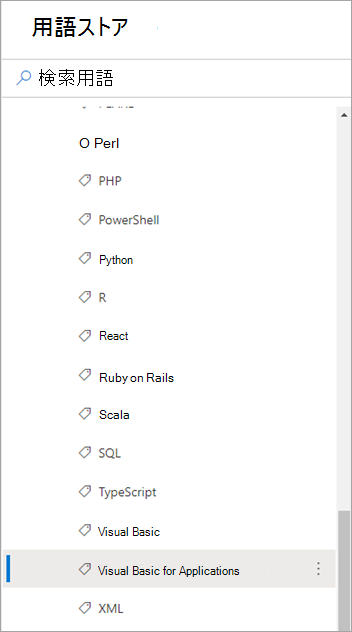 用語ストア
検索用語
O Perl
PHP
PowerShell
Python
R
React
Ruby on Rails
Scala
SQL
TypeScript
Visual Basic
Visual Basic for Applications
XML